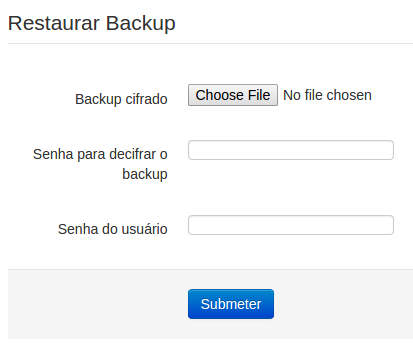 Restaurar Backup
Backup cifrado
Choose File No file chosen
Senha para decifrar o
backup
Senha do usuário
Submeter